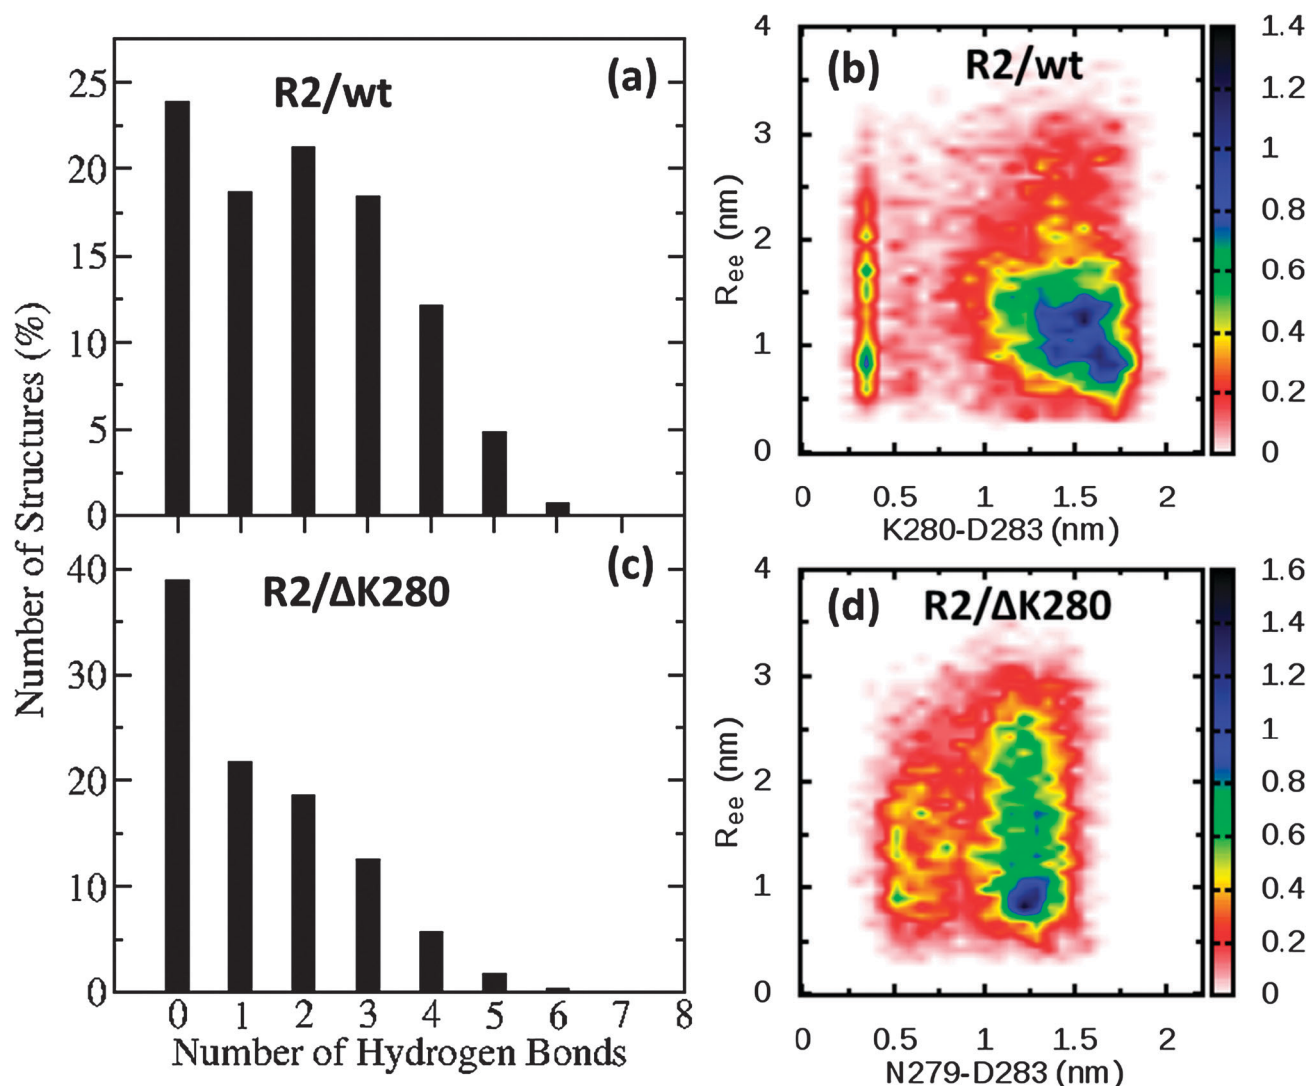 Number of Structures (%)
(a)
R2/wt
25
20
15
10
5
0
(c)
R2/ΔK280
40
30
20
10
0
0 1 2 3 4 5 6 7 8
Number of Hydrogen Bonds
(b) R2/wt
Ree (nm)
4
3
2
1
0
0 0.5 1 1.5 2
K280-D283 (nm)
1.4
1.2
1
0.8
0.6
0.4
0.2
0
(d) R2/ΔK280
Ree (nm)
4
3
2
1
0
0 0.5 1 1.5 2
N279-D283 (nm)
1.6
1.4
1.2
1
0.8
0.6
0.4
0.2
0